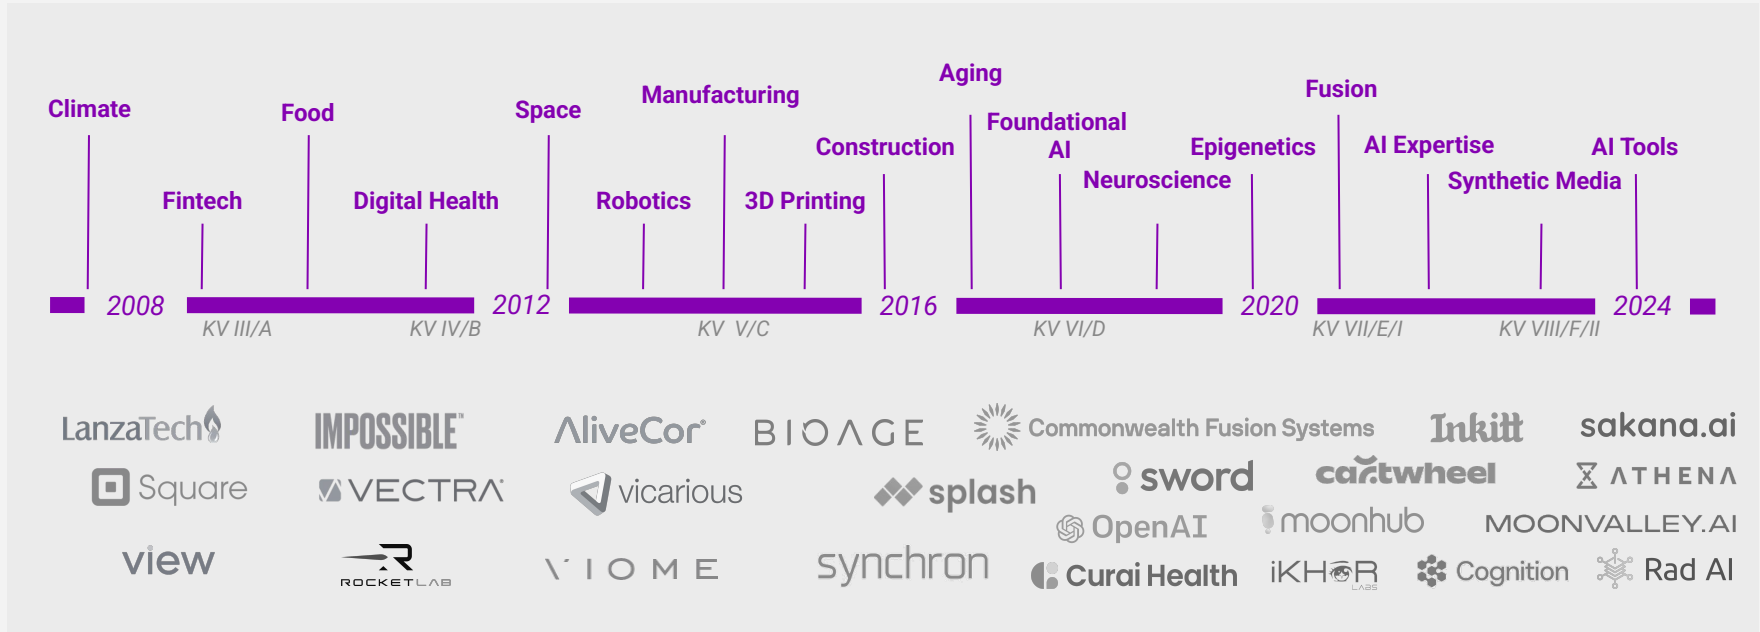 Aging
Fusion
Manufacturing
Climate
Food
Space
Foundational
AI
Construction
Epigenetics
AI Expertise
AI Tools
Neuroscience
Synthetic Media
Fintech
Digital Health
Robotics
3D Printing
2008
2012
2016
2020
2024
KV III/A
KV IV/B
KV V/C
KV VI/D
KV VII/E/I
KV VIII/F/II
LanzaTech
IMPOSSIBLE™
AliveCor®
BIOAGE
Commonwealth Fusion Systems
Inkitt
sakana.ai
Square
VECTRA
vicarious
splash
sword
cartwheel
ATHENA
OpenAI
moonhub
MOONVALLEY.AI
view
ROCKETLAB
VIOME
synchron
Curai Health
iKHOR
LABS
Cognition
Rad AI